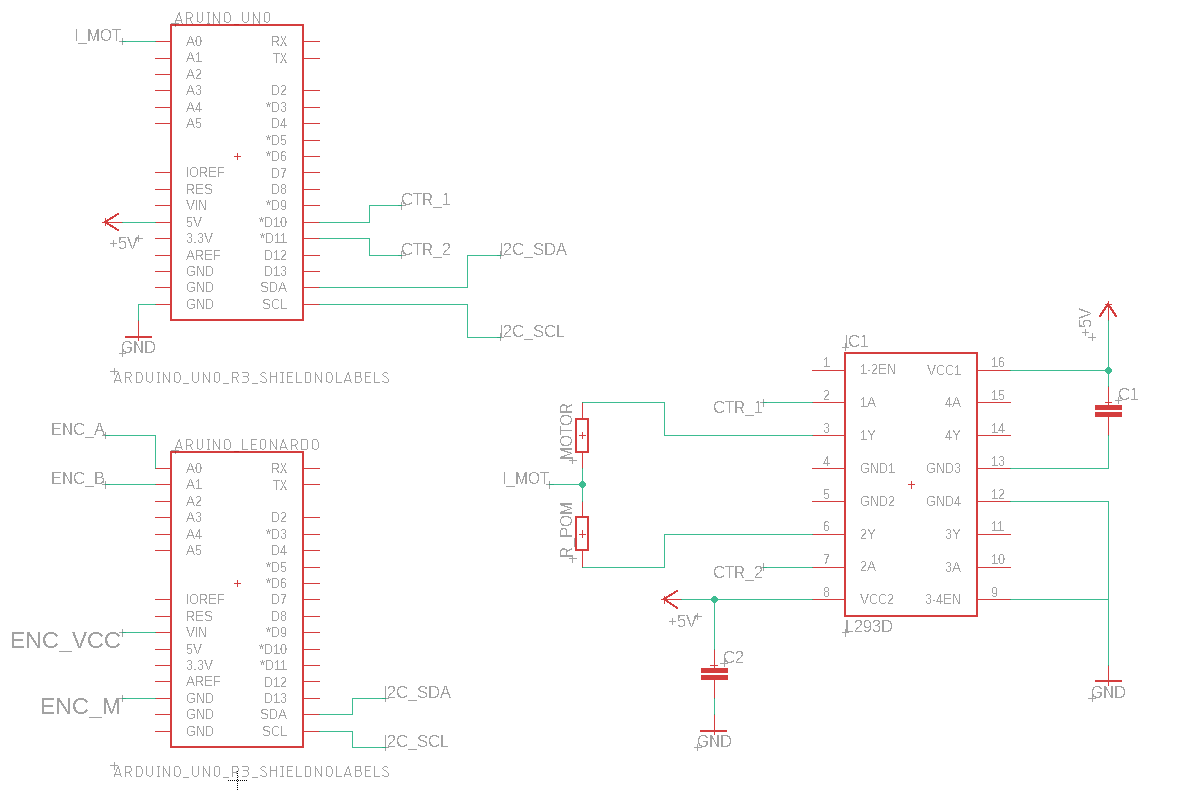 ARUINO_UNO
I_MOT
A0 RX
A1 TX
A2
A3 D2
A4 *D3
A5 D4
*D5
*D6
IOREF D7
RES D8
VIN *D9
5V *D10
3.3V *D11
AREF D12
GND D13
GND SDA
GND SCL
+5V
GND
CTR_1
CTR_2
I2C_SDA
I2C_SCL
ARDUINO_UNO_R3_SHIELDNOLABELS
ENC_A
ENC_B
ENC_VCC
ENC_M
ARUINO_LEONARDO
A0 RX
A1 TX
A2
A3 D2
A4 *D3
A5 D4
*D5
*D6
IOREF D7
RES D8
VIN *D9
5V *D10
3.3V *D11
AREF D12
GND D13
GND SDA
GND SCL
I2C_SDA
I2C_SCL
ARDUINO_UNO_R3_SHIELDNOLABELS
MOTOR
I_MOT
R_POM
CTR_1
CTR_2
+5V
C2
GND
IC1
1 1-2EN VCC1 16
2 1A 4A 15
3 1Y 4Y 14
4 GND1 GND3 13
5 GND2 GND4 12
6 2Y 3Y 11
7 2A 3A 10
8 VCC2 3-4EN 9
L293D
+5V
C1
GND